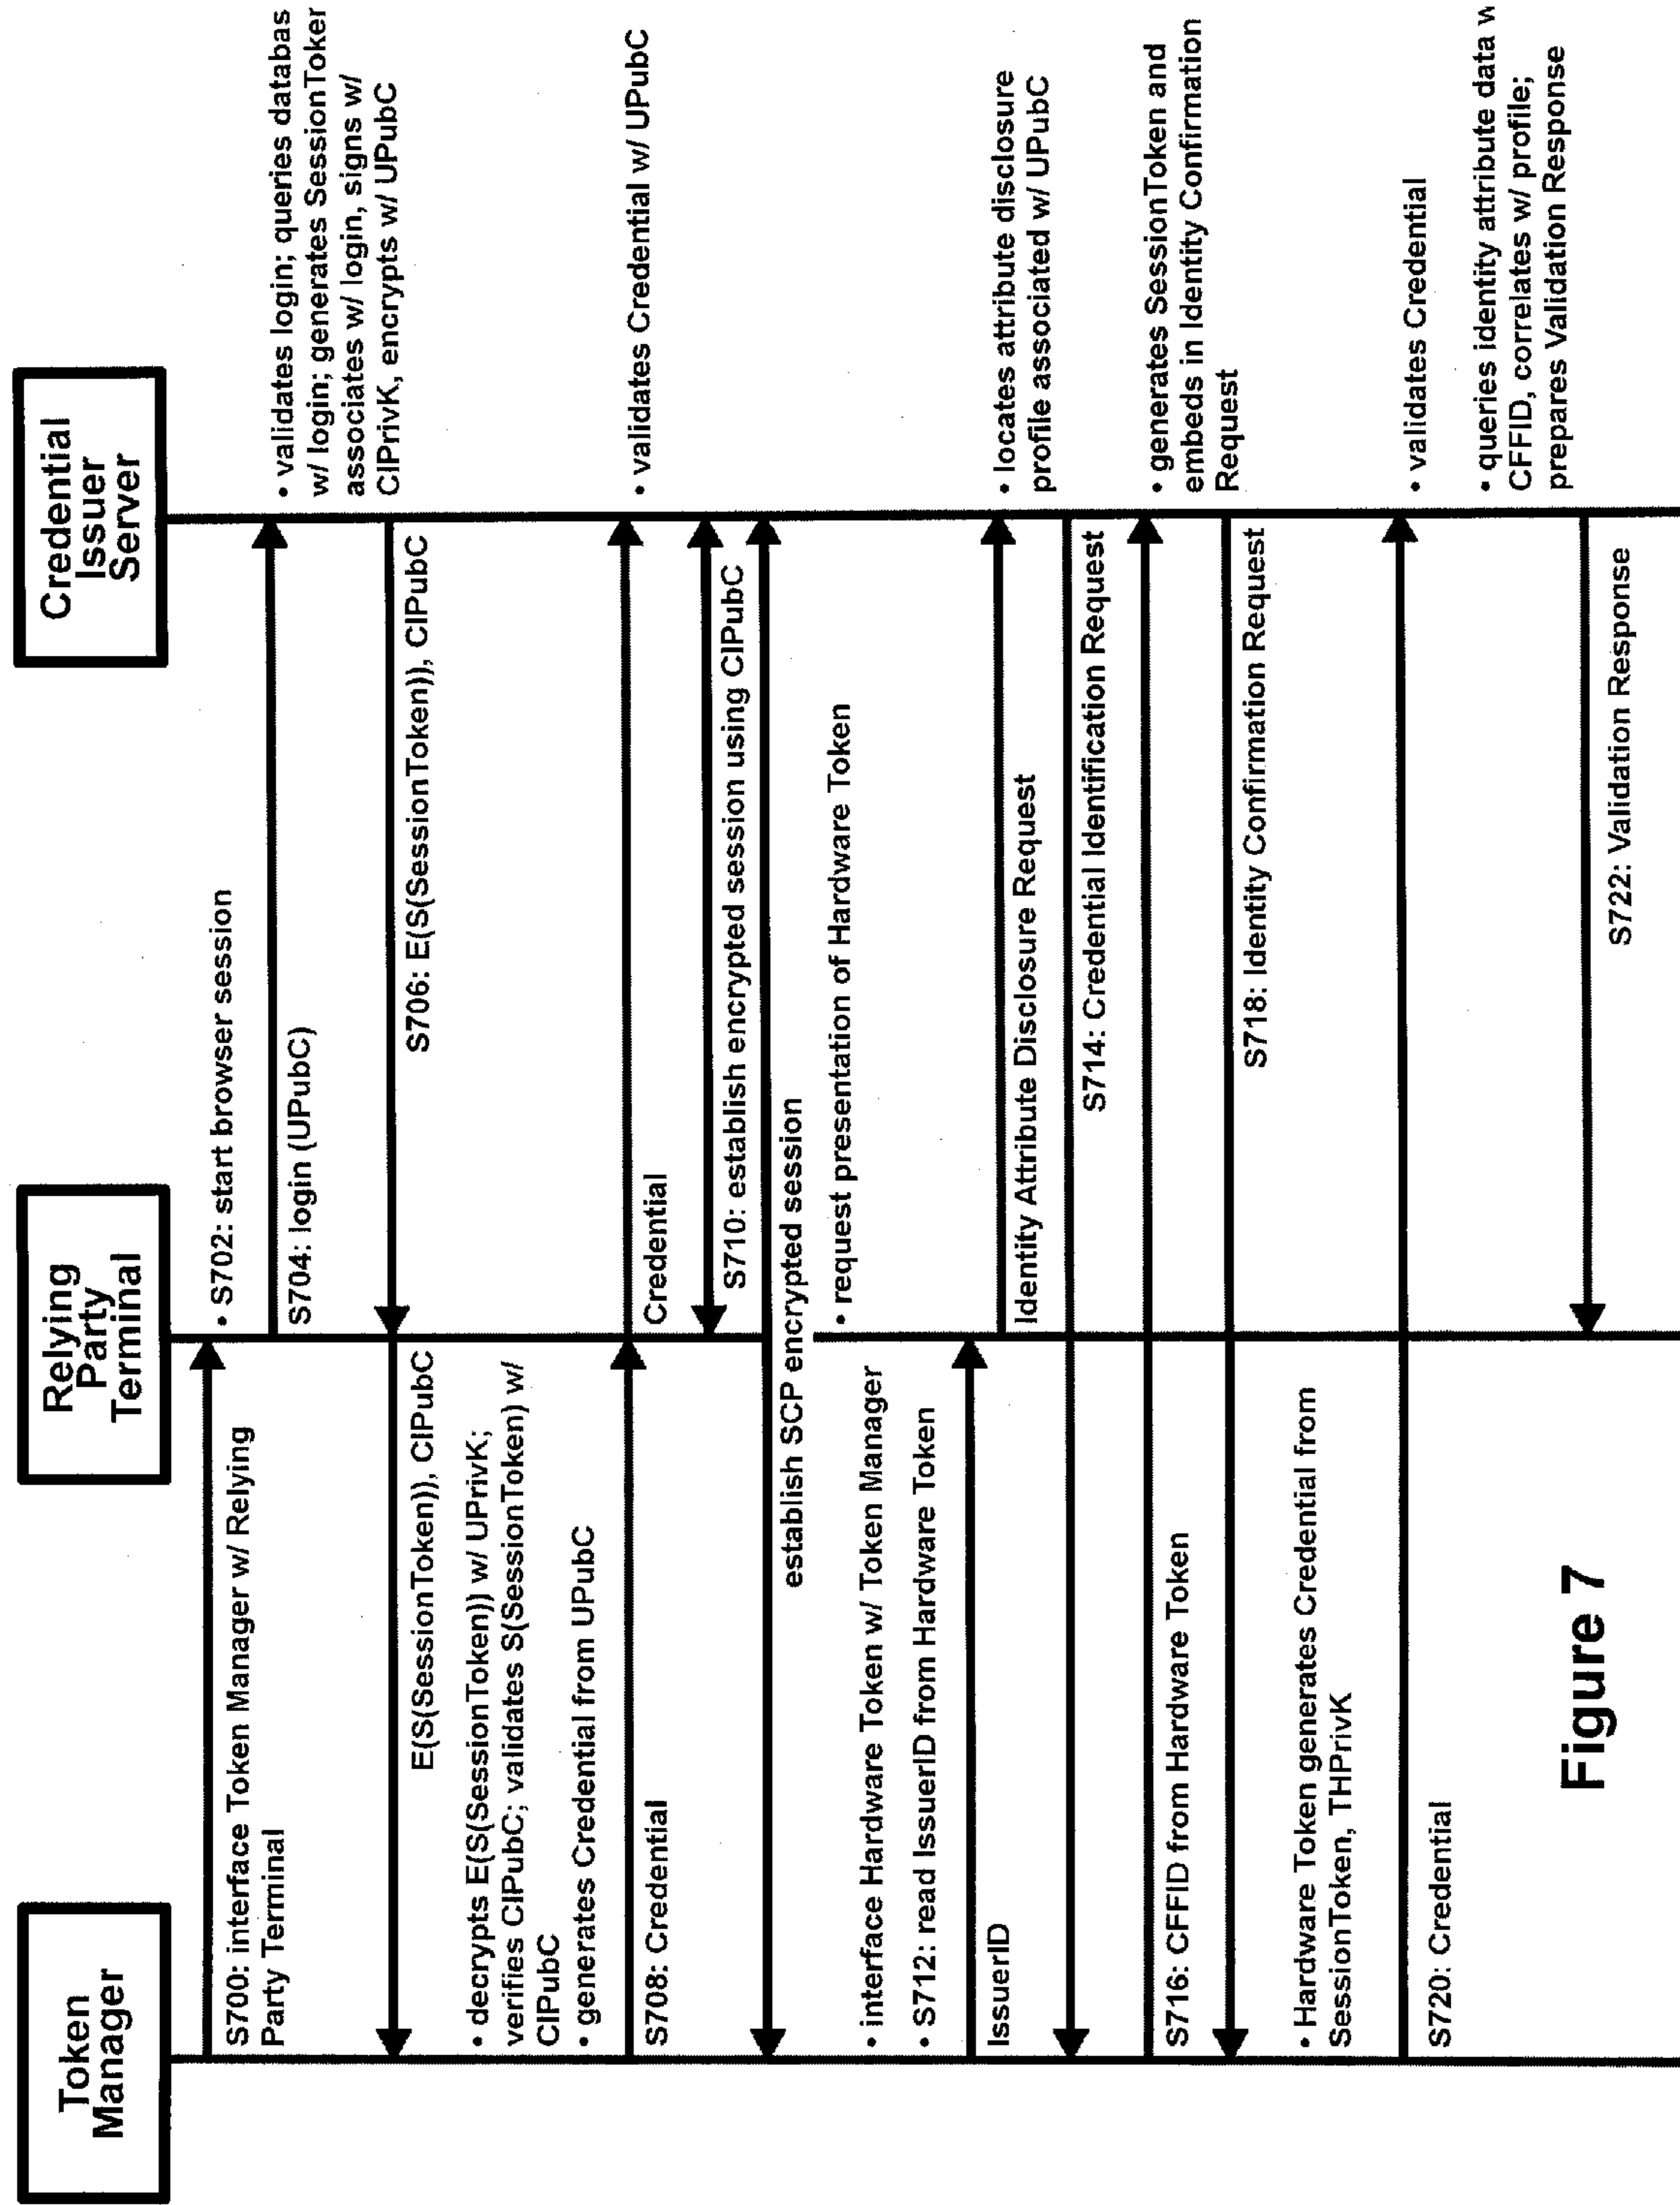 Token
Manager
Relying
Party
Terminal
Credential
Issuer
Server
S700: interface Token Manager w/ Relying
Party Terminal
• S702: start browser session
S704: login (UPubC)
• validates login; queries databas
w/ login; generates SessionToker
associates w/ login, signs w/
CIPrivK, encrypts w/ UPubC
S706: E(S(SessionToken)), CIPubC
E(S(SessionToken)), CIPubC
• decrypts E(S(SessionToken)) w/ UPrivK;
verifies CIPubC; validates S(SessionToken) w/
CIPubC
• generates Credential from UPubC
S708: Credential
Credential
• validates Credential w/ UPubC
S710: establish encrypted session using CIPubC
establish SCP encrypted session
• request presentation of Hardware Token
• interface Hardware Token w/ Token Manager
• S712: read IssuerID from Hardware Token
IssuerID
Identity Attribute Disclosure Request
• locates attribute disclosure
profile associated w/ UPubC
S714: Credential Identification Request
S716: CFFID from Hardware Token
• generates SessionToken and
embeds in Identity Confirmation
Request
S718: Identity Confirmation Request
• Hardware Token generates Credential from
SessionToken, THPrivK
S720: Credential
• validates Credential
• queries identity attribute data w
CFFID, correlates w/ profile;
prepares Validation Response
S722: Validation Response
Figure 7